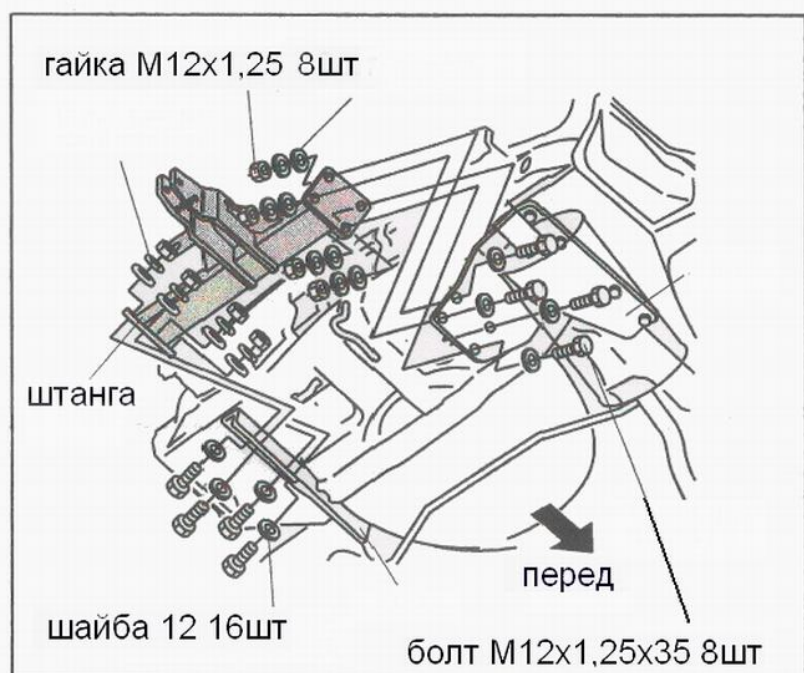 гайка М12х1,25 8шт
штанга
перед
шайба 12 16шт
болт М12х1,25х35 8шт